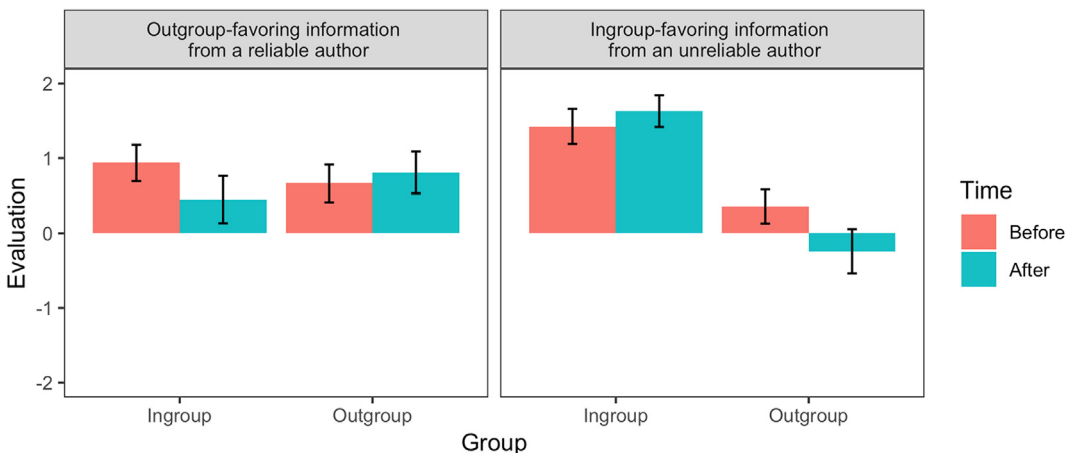 Outgroup-favoring information
from a reliable author
Ingroup-favoring information
from an unreliable author
2
1
0
-1
-2
Evaluation
Ingroup
Outgroup
Ingroup
Outgroup
Group
Time
Before
After